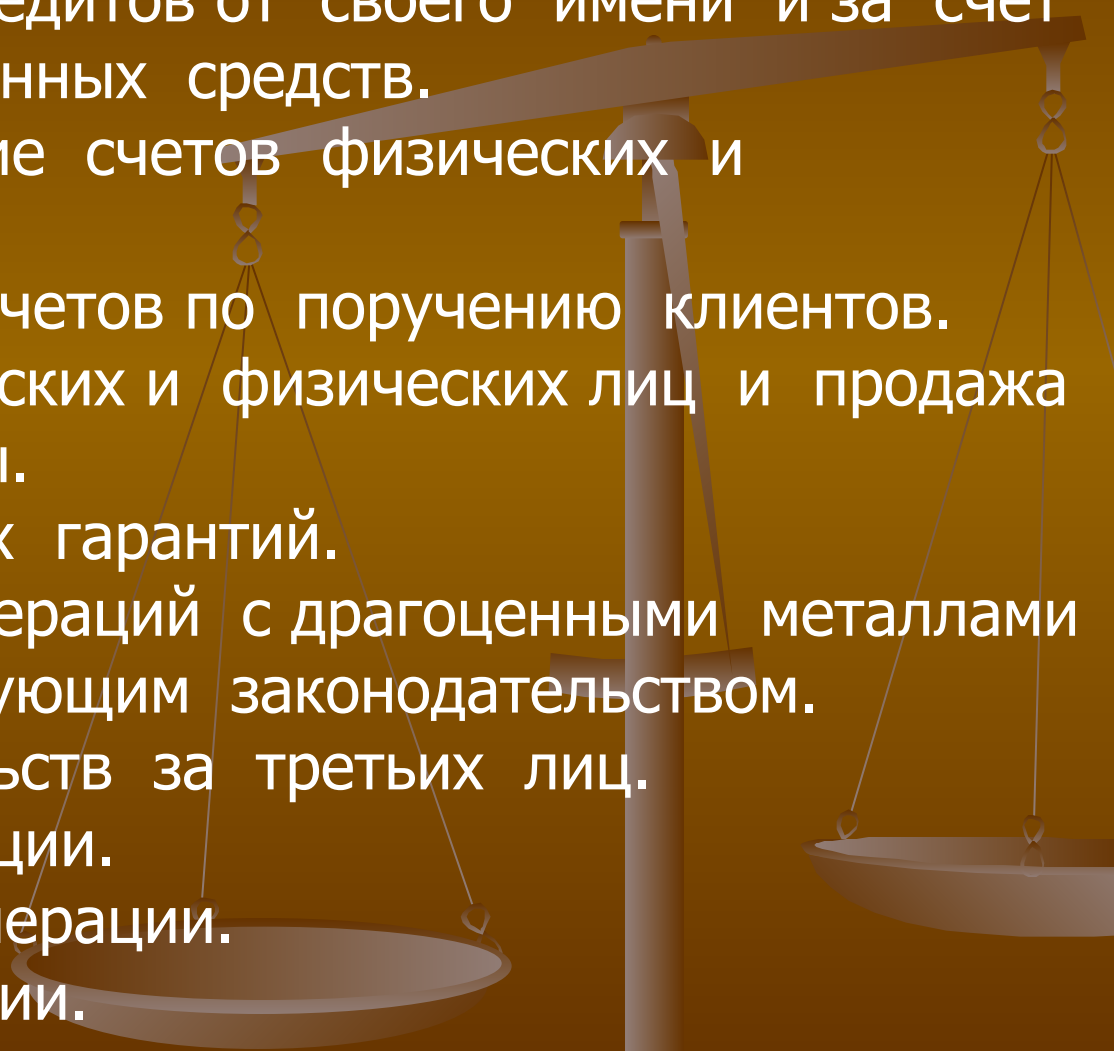 едитов от своего имени и за счет
нных средств.
ие счетов физических и
четов по поручению клиентов.
ских и физических лиц и продажа
ы.
х гарантий.
ераций с драгоценными металлами
ующим законодательством.
ьств за третьих лиц.
ции.
ерации.
ии.